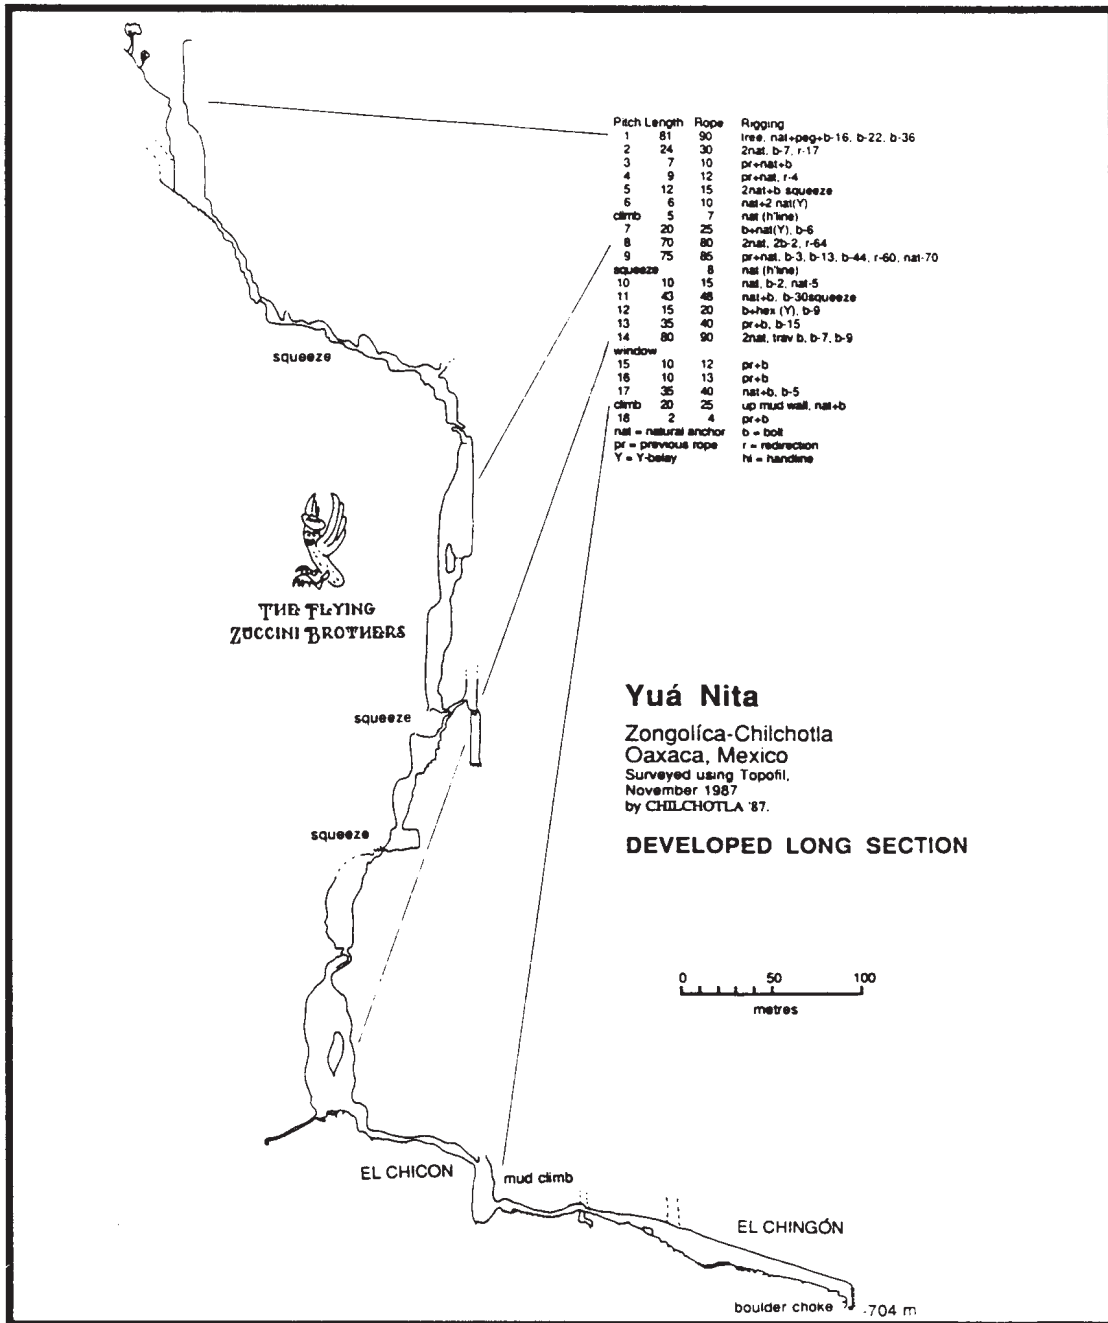 Pitch Length Rope Rigging
1 81 90 tree, nat+peg+b-16, b-22, b-36
2 24 30 2nat, b-7, r-17
3 7 10 pr+nat+b
4 9 12 pr+nat, r-4
5 12 15 2nat+b squeeze
6 6 10 nat+2 nat(Y)
climb 5 7 nat (h'line)
7 20 25 b+nat(Y), b-6
8 70 80 2nat, 2b-2, r-64
9 75 85 pr+nat, b-3, b-13, b-44, r-60, nat-70
squeeze 8 nat (h'line)
10 10 15 nat, b-2, nat-5
11 43 48 nat+b, b-30squeeze
12 15 20 b+hex (Y), b-9
13 35 40 pr+b, b-15
14 80 90 2nat, trav b, b-7, b-9
window
15 10 12 pr+b
16 10 13 pr+b
17 35 40 nat+b, b-5
climb 20 25 up mud wall, nat+b
18 2 4 pr+b
nat = natural anchor b = bolt
pr = previous rope r = redirection
Y = Y-belay hl = handline
squeeze
THE FLYING
ZUCCINI BROTHERS
squeeze
Yuá Nita
Zongolíca-Chilchotla
Oaxaca, Mexico
Surveyed using Topofil,
November 1987
by CHILCHOTLA '87.
squeeze
DEVELOPED LONG SECTION
0 50 100
metres
EL CHICON
mud climb
EL CHINGÓN
boulder choke -704 m